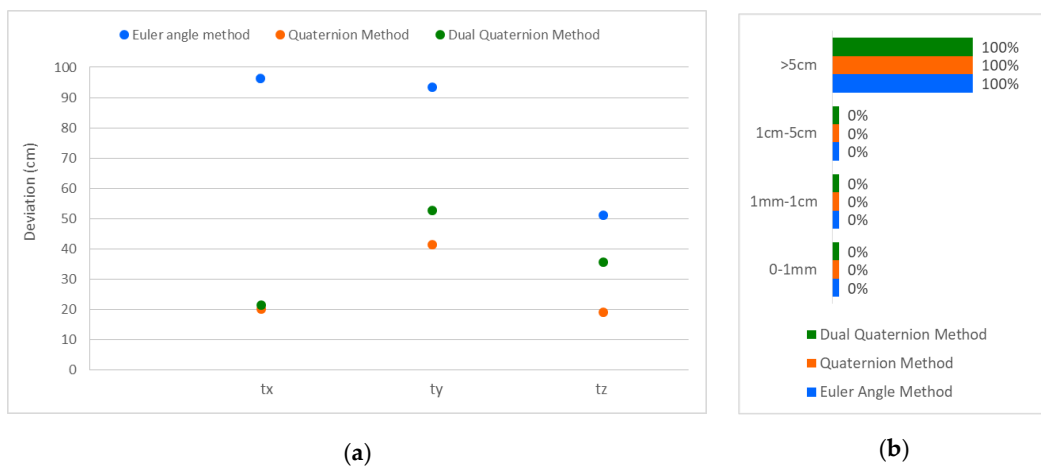 Euler angle method Quaternion Method Dual Quaternion Method
Deviation (cm)
100
90
80
70
60
50
40
30
20
10
0
tx ty tz
(a)
>5cm
100%
100%
100%
1cm-5cm
0%
0%
0%
1mm-1cm
0%
0%
0%
0-1mm
0%
0%
0%
Dual Quaternion Method
Quaternion Method
Euler Angle Method
(b)